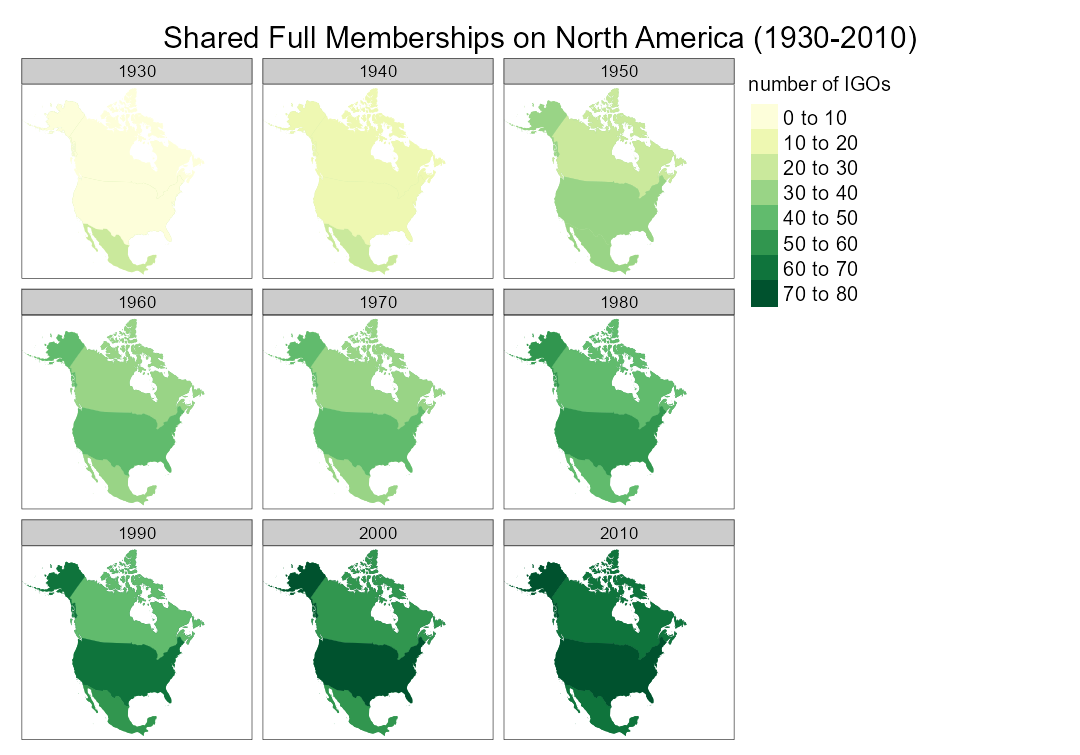 Shared Full Memberships on North America (1930-2010)
1930
1940
1950
number of IGOs
0 to 10
10 to 20
20 to 30
30 to 40
40 to 50
50 to 60
60 to 70
70 to 80
1960
1970
1980
1990
2000
2010